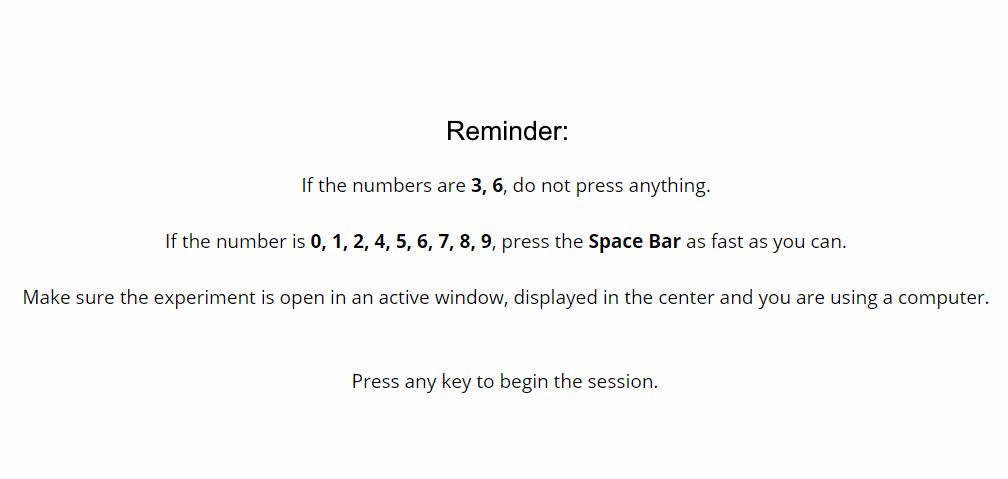 Reminder:
If the numbers are 3, 6, do not press anything.
If the number is 0, 1, 2, 4, 5, 6, 7, 8, 9, press the Space Bar as fast as you can.
Make sure the experiment is open in an active window, displayed in the center and you are using a computer.
Press any key to begin the session.